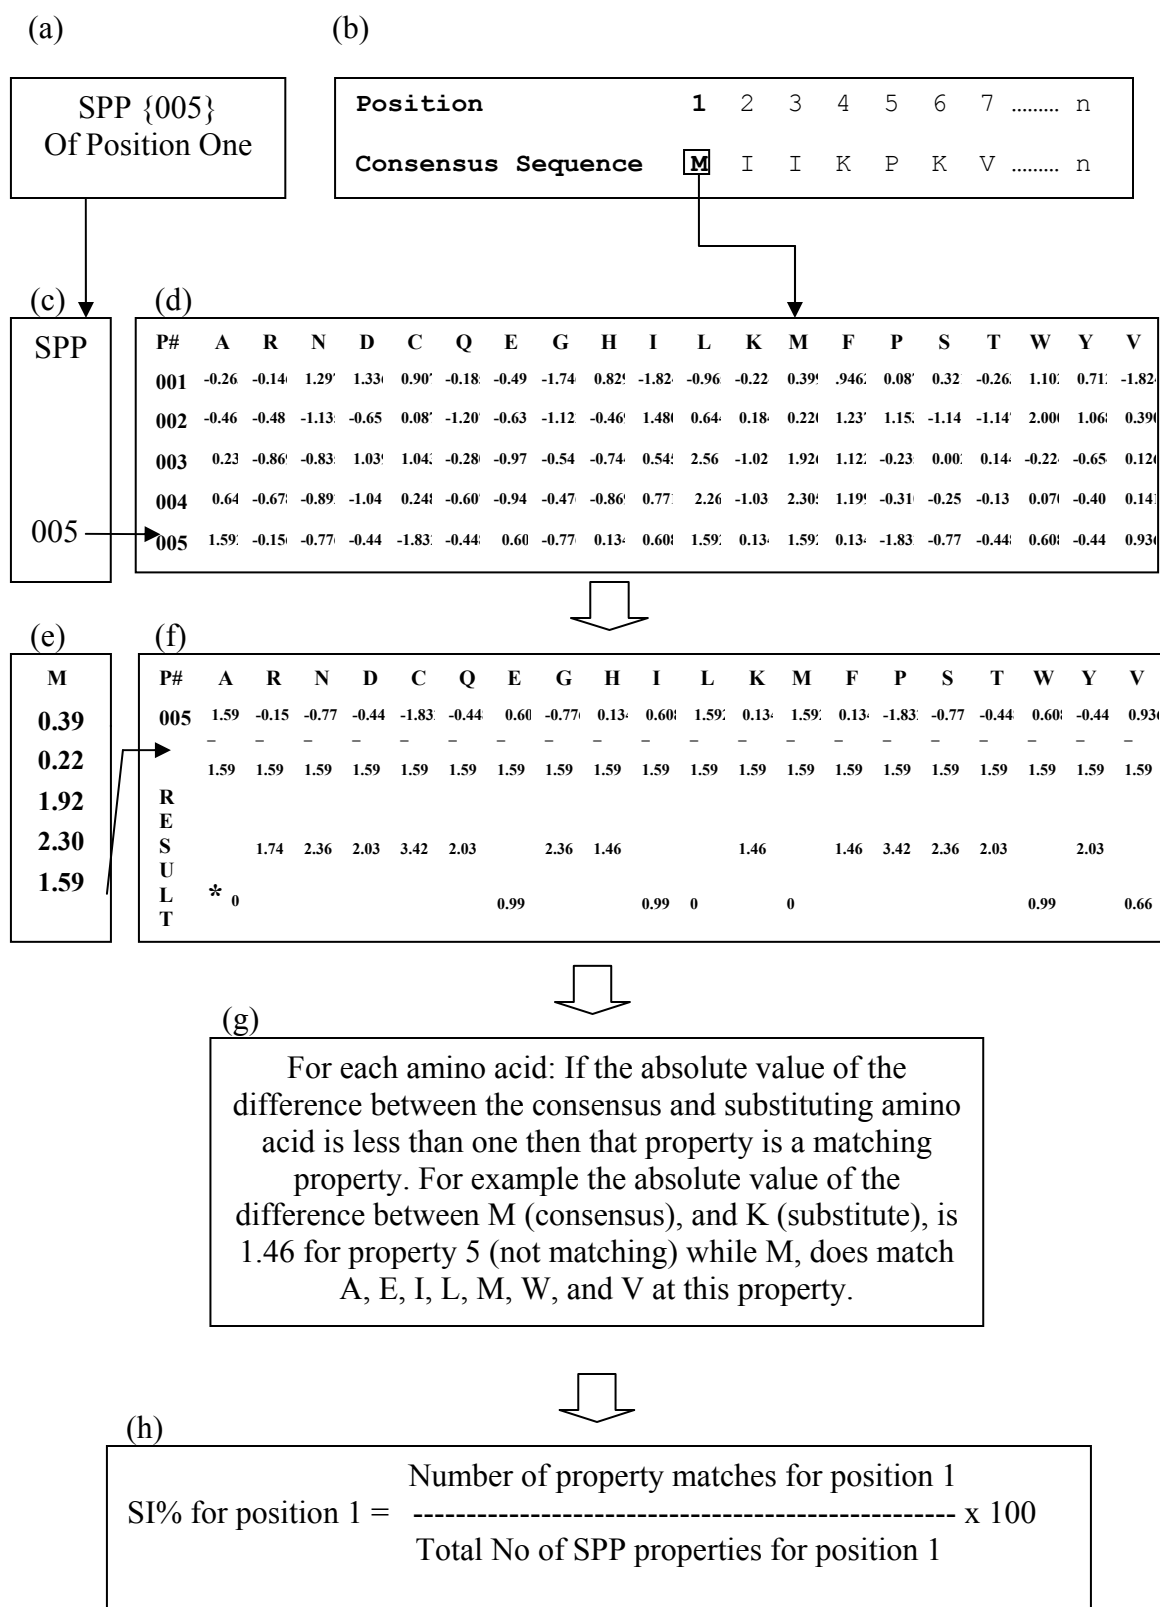 (a)
(b)
SPP {005}
Of Position One
Position 1 2 3 4 5 6 7 ......... n
Consensus Sequence M I I K P K V ......... n
(c)
(d)
SPP
005
P# A R N D C Q E G H I L K M F P S T W Y V
001 -0.26 -0.14 1.29 1.33 0.90 -0.18 -0.49 -1.74 0.82 -1.82 -0.96 -0.22 0.39 .946 0.08 0.32 -0.26 1.10 0.71 -1.82
002 -0.46 -0.48 -1.13 -0.65 0.08 -1.20 -0.63 -1.12 -0.46 1.48 0.64 0.18 0.22 1.23 1.15 -1.14 -1.14 2.00 1.06 0.39
003 0.23 -0.86 -0.83 1.03 1.04 -0.28 -0.97 -0.54 -0.74 0.54 2.56 -1.02 1.92 1.12 -0.23 0.00 0.14 -0.22 -0.65 0.12
004 0.64 -0.67 -0.89 -1.04 0.248 -0.60 -0.94 -0.47 -0.86 0.77 2.26 -1.03 2.30 1.19 -0.31 -0.25 -0.13 0.07 -0.40 0.14
005 1.59 -0.15 -0.77 -0.44 -1.83 -0.44 0.60 -0.77 0.13 0.60 1.59 0.13 1.59 0.13 -1.83 -0.77 -0.44 0.60 -0.44 0.93
(e)
(f)
M
0.39
0.22
1.92
2.30
1.59
P# A R N D C Q E G H I L K M F P S T W Y V
005 1.59 -0.15 -0.77 -0.44 -1.83 -0.44 0.60 -0.77 0.13 0.60 1.59 0.13 1.59 0.13 -1.83 -0.77 -0.44 0.60 -0.44 0.93
– – – – – – – – – – – – – – – – – – – –
1.59 1.59 1.59 1.59 1.59 1.59 1.59 1.59 1.59 1.59 1.59 1.59 1.59 1.59 1.59 1.59 1.59 1.59 1.59 1.59
RESULT
1.74 2.36 2.03 3.42 2.03 2.36 1.46 1.46 1.46 3.42 2.36 2.03 2.03
* 0 0.99 0.99 0 0 0.99 0.66
(g)
For each amino acid: If the absolute value of the
difference between the consensus and substituting amino
acid is less than one then that property is a matching
property. For example the absolute value of the
difference between M (consensus), and K (substitute), is
1.46 for property 5 (not matching) while M, does match
A, E, I, L, M, W, and V at this property.
(h)
Number of property matches for position 1
SI% for position 1 = --------------------------------------------------- x 100
Total No of SPP properties for position 1